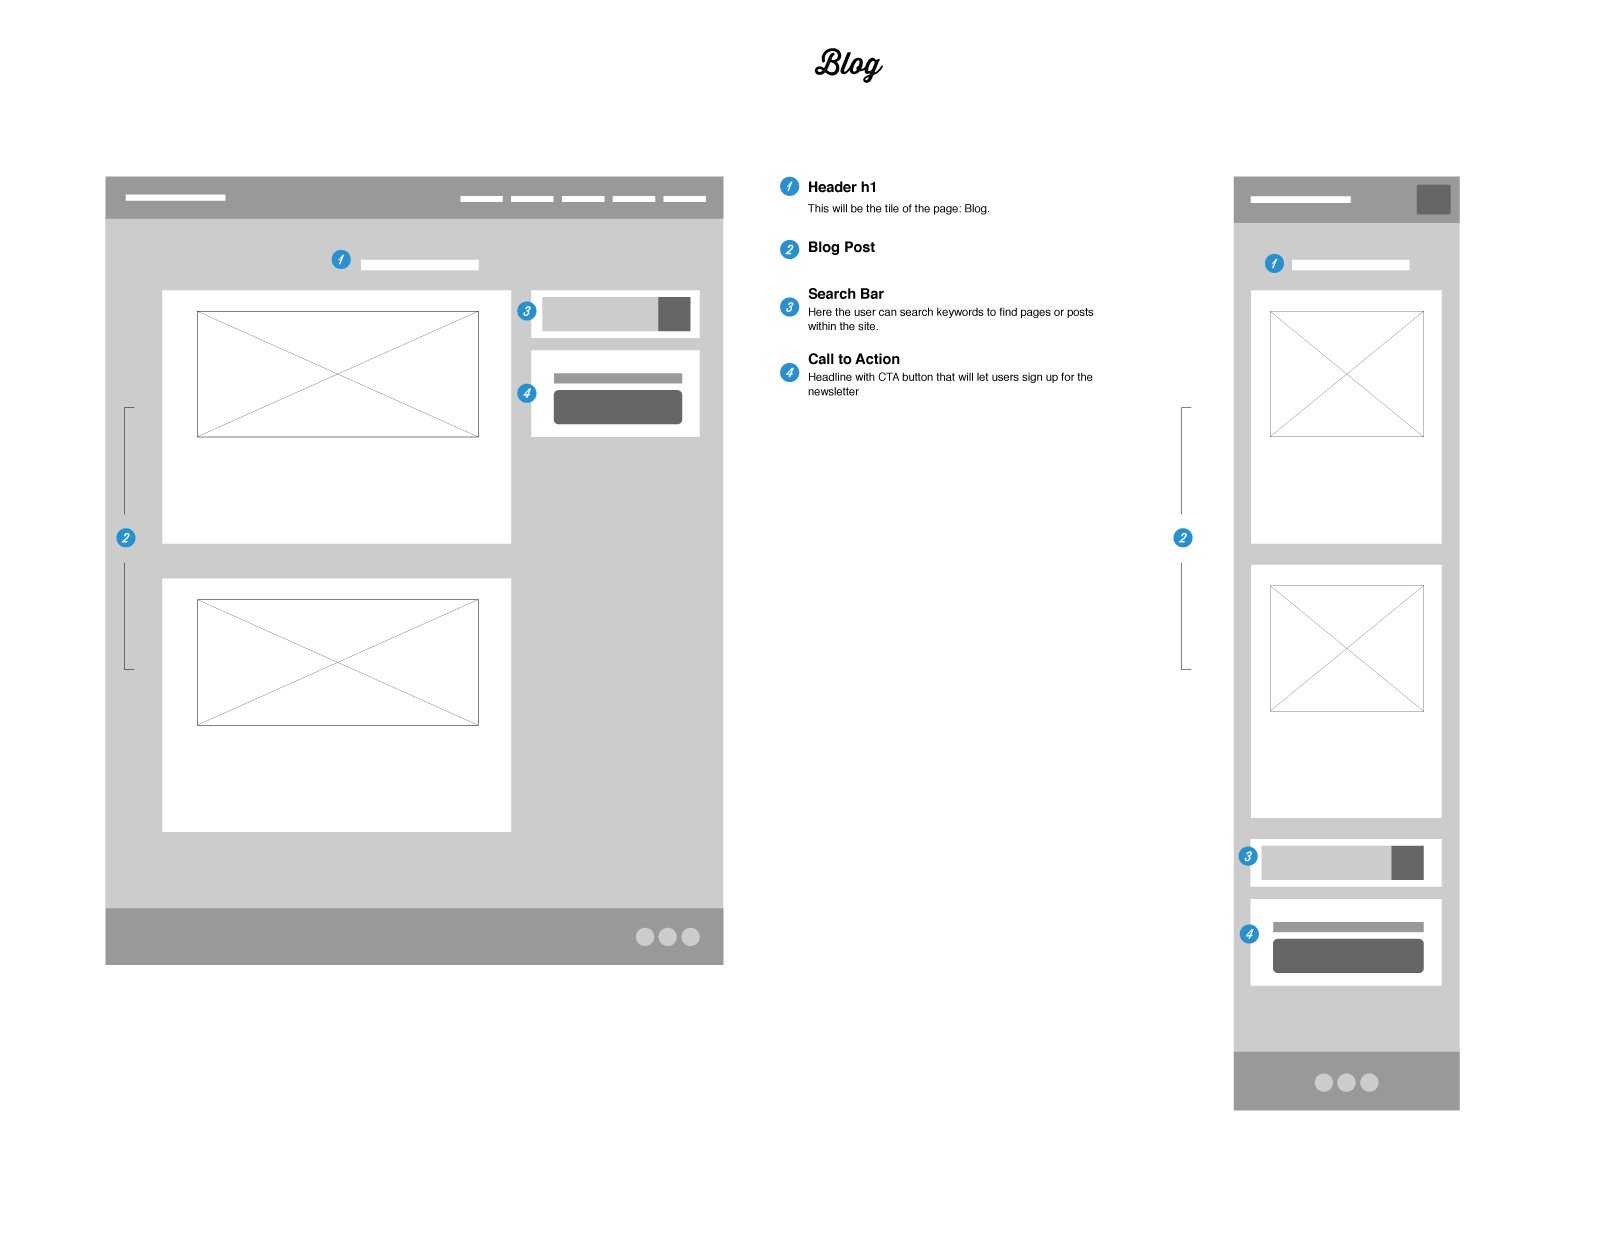 Blog
1 Header h1
This will be the tile of the page: Blog.
2 Blog Post
3 Search Bar
Here the user can search keywords to find pages or posts
within the site.
4 Call to Action
Headline with CTA button that will let users sign up for the
newsletter
1
3
4
2
1
2
3
4